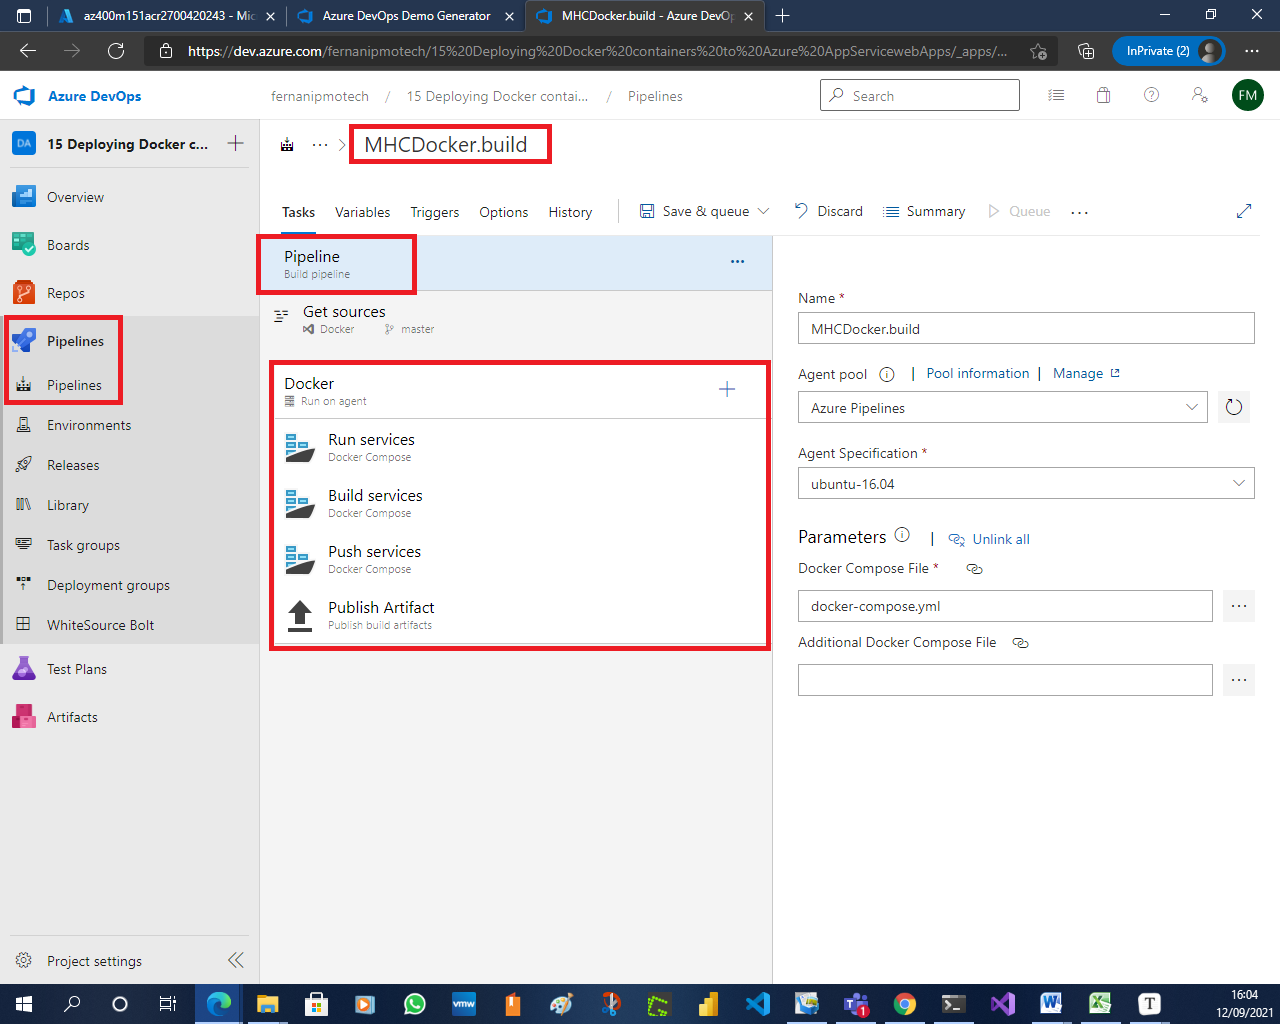 az400m151acr2700420243 - Mic
Azure DevOps Demo Generator
MHCDocker.build - Azure DevOp
https://dev.azure.com/fernanipmotech/15%20Deploying%20Docker%20containers%20to%20Azure%20AppServicewebApps/_apps/...
InPrivate (2)
Azure DevOps
fernanipmotech / 15 Deploying Docker contai... / Pipelines
Search
FM
DA
15 Deploying Docker c...
Overview
Boards
Repos
Pipelines
Pipelines
Environments
Releases
Library
Task groups
Deployment groups
WhiteSource Bolt
Test Plans
Artifacts
Project settings
... > MHCDocker.build
Tasks
Variables
Triggers
Options
History
Save & queue
Discard
Summary
Queue
...
Pipeline
Build pipeline
...
Get sources
Docker
master
Docker
Run on agent
Run services
Docker Compose
Build services
Docker Compose
Push services
Docker Compose
Publish Artifact
Publish build artifacts
Name *
MHCDocker.build
Agent pool | Pool information | Manage
Azure Pipelines
Agent Specification *
ubuntu-16.04
Parameters | Unlink all
Docker Compose File *
docker-compose.yml
...
Additional Docker Compose File
...
vmw
1
T
16:04
12/09/2021